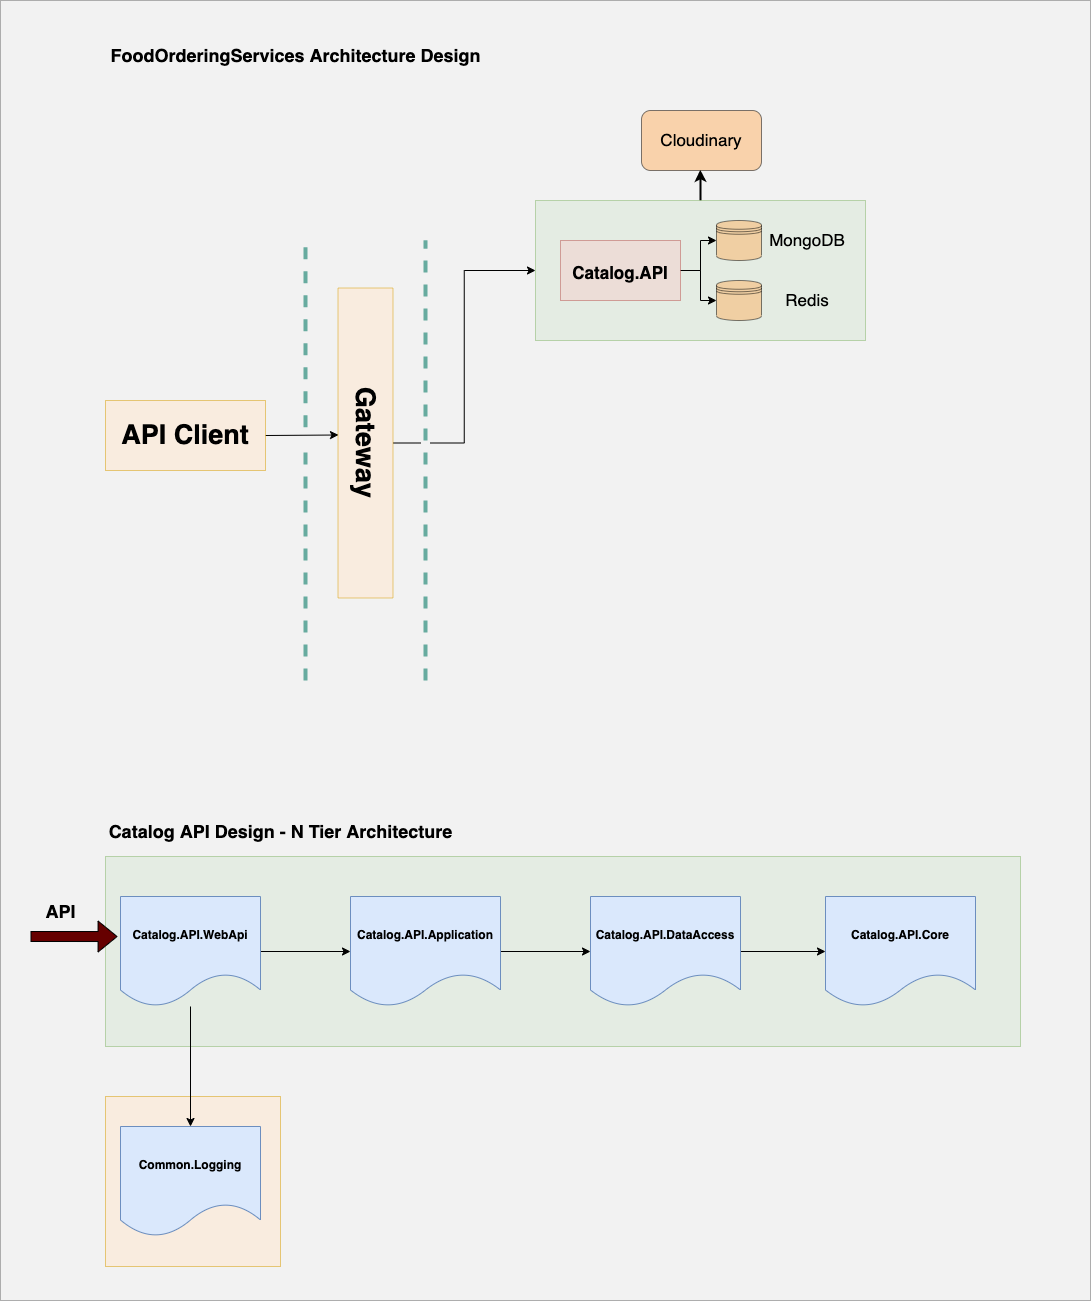 FoodOrderingServices Architecture Design
Cloudinary
MongoDB
Catalog.API
Redis
API Client
Gateway
Catalog API Design - N Tier Architecture
API
Catalog.API.WebApi
Catalog.API.Application
Catalog.API.DataAccess
Catalog.API.Core
Common.Logging